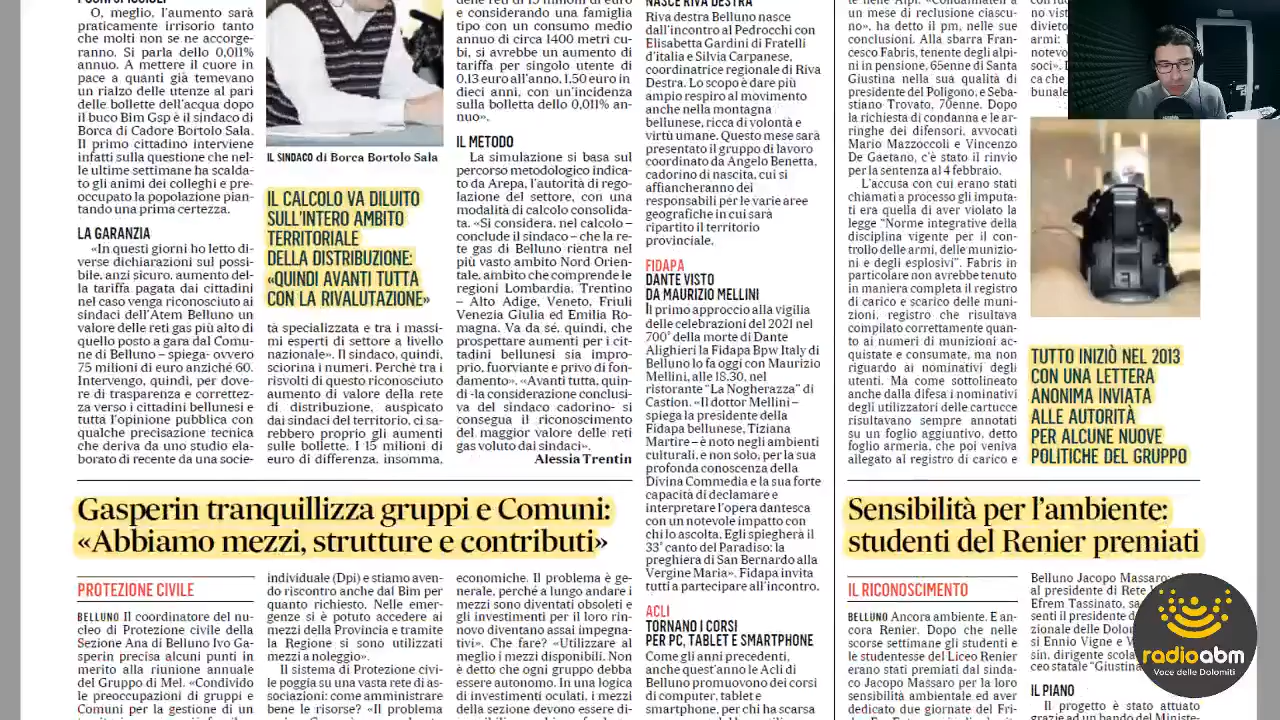 O, meglio, l'aumento sarà
praticamente irrisorio tanto
che molti non se ne accorge-
ranno. Si parla dello 0,011%
annuo. A mettere il cuore in
pace a quanti già temevano
un rialzo delle utenze al pari
delle bollette dell'acqua dopo
il buco Bim Gsp è il sindaco di
Borca di Cadore Bortolo Sala.
Il primo cittadino interviene
infatti sulla questione che nel-
le ultime settimane ha scalda-
to gli animi dei colleghi e pre-
occupato la popolazione pian-
tando una prima certezza.
LA GARANZIA
«In questi giorni ho letto di-
verse dichiarazioni sul possi-
bile, anzi sicuro, aumento del-
la tariffa pagata dai cittadini
nel caso venga riconosciuto ai
sindaci dell'Atem Belluno un
valore delle reti gas più alto di
quello posto a gara dal Comu-
ne di Belluno – spiega- ovvero
75 milioni di euro anziché 60.
Intervengo, quindi, per dove-
re di trasparenza e correttez-
za verso i cittadini bellunesi e
tutta l'opinione pubblica con
qualche precisazione tecnica
che deriva da uno studio ela-
borato di recente da una socie-
IL SINDACO di Borca Bortolo Sala
IL CALCOLO VA DILUITO
SULL'INTERO AMBITO
TERRITORIALE
DELLA DISTRIBUZIONE:
«QUINDI AVANTI TUTTA
CON LA RIVALUTAZIONE»
tà specializzata e tra i massi-
mi esperti di settore a livello
nazionale». Il sindaco, quindi,
sciorina i numeri. Perché tra i
risvolti di questo riconosciuto
aumento di valore della rete
di distribuzione, auspicato
dai sindaci del territorio, ci sa-
rebbero proprio gli aumenti
sulle bollette. I 15 milioni di
euro di differenza, insomma,
delle reti di 15 milioni di euro
e considerando una famiglia
tipo con un consumo medio
annuo di circa 1400 metri cu-
bi, si avrebbe un aumento di
tariffa per singolo utente di
0,13 euro all'anno, 1,50 euro in
dieci anni, con un'incidenza
sulla bolletta dello 0,011% an-
nuo».
IL METODO
La simulazione si basa sul
percorso metodologico indica-
to da Arepa, l'autorità di rego-
lazione del settore, con una
modalità di calcolo consolida-
ta. «Si considera, nel calcolo –
conclude il sindaco – che la re-
te gas di Belluno rientra nel
più vasto ambito Nord Orien-
tale, ambito che comprende le
regioni Lombardia, Trentino
– Alto Adige, Veneto, Friuli
Venezia Giulia ed Emilia Ro-
magna. Va da sé, quindi, che
prospettare aumenti per i cit-
tadini bellunesi sia impro-
prio, fuorviante e privo di fon-
damento». «Avanti tutta, quin-
di -la considerazione conclusi-
va del sindaco cadorino- si
consegua il riconoscimento
del maggior valore delle reti
gas voluto dai sindaci».
Alessia Trentin
NASCE RIVA DESTRA
Riva destra Belluno nasce
dall'incontro al Pedrocchi con
Elisabetta Gardini di Fratelli
d'italia e Silvia Carpanese,
coordinatrice regionale di Riva
Destra. Lo scopo è dare più
ampio respiro al movimento
anche nella montagna
bellunese, ricca di volontà e
virtù umane. Questo mese sarà
presentato il gruppo di lavoro
coordinato da Angelo Benetta,
cadorino di nascita, cui si
affiancheranno dei
responsabili per le varie aree
geografiche in cui sarà
ripartito il territorio
provinciale.
FIDAPA
DANTE VISTO
DA MAURIZIO MELLINI
Il primo approccio alla vigilia
delle celebrazioni del 2021 nel
700° della morte di Dante
Alighieri la Fidapa Bpw Italy di
Belluno lo fa oggi con Maurizio
Mellini, alle 18.30, nel
ristorante “La Nogherazza” di
Castion. «Il dottor Mellini –
spiega la presidente della
Fidapa bellunese, Tiziana
Martire – è noto negli ambienti
culturali, e non solo, per la sua
profonda conoscenza della
Divina Commedia e la sua forte
capacità di declamare e
interpretare l'opera dantesca
con un notevole impatto con
chi lo ascolta. Egli spiegherà il
33° canto del Paradiso: la
preghiera di San Bernardo alla
Vergine Maria». Fidapa invita
tutti a partecipare all'incontro.
ACLI
TORNANO I CORSI
PER PC, TABLET E SMARTPHONE
Come gli anni precedenti,
anche quest'anno le Acli di
Belluno promuovono dei corsi
di computer, tablet e
smartphone, per chi ha scarsa
un mese di reclusione ciascu-
no», ha detto il pm, nelle sue
conclusioni. Alla sbarra Fran-
cesco Fabris, tenente degli alpi-
ni in pensione, 65enne di Santa
Giustina nella sua qualità di
presidente del Poligono, e Seba-
stiano Trovato, 70enne. Dopo
la richiesta di condanna e le ar-
ringhe dei difensori, avvocati
Mario Mazzoccoli e Vincenzo
De Gaetano, c'è stato il rinvio
per la sentenza al 4 febbraio.
L'accusa con cui erano stati
chiamati a processo gli imputa-
ti era quella di aver violato la
legge “Norme integrative della
disciplina vigente per il con-
trollo delle armi, delle munizio-
ni e degli esplosivi”. Fabris in
particolare non avrebbe tenuto
in maniera completa il registro
di carico e scarico delle muni-
zioni, registro che risultava
compilato correttamente quan-
to ai numeri di munizioni ac-
quistate e consumate, ma non
riguardo ai nominativi degli
utenti. Ma come sottolineato
anche dalla difesa i nominativi
degli utilizzatori delle cartucce
risultavano sempre annotati
su un foglio aggiuntivo, detto
foglio armeria, che poi veniva
allegato al registro di carico e
TUTTO INIZIÒ NEL 2013
CON UNA LETTERA
ANONIMA INVIATA
ALLE AUTORITÀ
PER ALCUNE NUOVE
POLITICHE DEL GRUPPO
Gasperin tranquillizza gruppi e Comuni:
«Abbiamo mezzi, strutture e contributi»
PROTEZIONE CIVILE
BELLUNO Il coordinatore del nu-
cleo di Protezione civile della
Sezione Ana di Belluno Ivo Ga-
sperin precisa alcuni punti in
merito alla riunione annuale
del Gruppo di Mel. «Condivido
le preoccupazioni di gruppi e
Comuni per la gestione di un
individuale (Dpi) e stiamo aven-
do riscontro anche dal Bim per
quanto richiesto. Nelle emer-
genze si è potuto accedere ai
mezzi della Provincia e tramite
la Regione si sono utilizzati
mezzi a noleggio».
Il sistema di Protezione civi-
le poggia su una vasta rete di as-
sociazioni: come amministrare
bene le risorse? «Il problema
economiche. Il problema è ge-
nerale, perché a lungo andare i
mezzi sono diventati obsoleti e
gli investimenti per il loro rin-
novo diventano assai impegna-
tivi». Che fare? «Utilizzare al
meglio i mezzi disponibili. Non
è detto che ogni gruppo debba
essere autonomo. In una logica
di investimenti oculati, i mezzi
della sezione devono essere di-
Sensibilità per l'ambiente:
studenti del Renier premiati
IL RICONOSCIMENTO
BELLUNO Ancora ambiente. E an-
cora Renier. Dopo che nelle
scorse settimane gli studenti e
le studentesse del Liceo Renier
erano stati premiati dal sinda-
co Jacopo Massaro per la loro
sensibilità ambientale ed aver
dedicato due giornate del Fri-
Belluno Jacopo Massaro;
al presidente di Rete
Efrem Tassinato,
senti il presidente
zionale delle Dolom
si Ennio Vigne e V
sin, dirigente scola
ceo statale “Giustina
IL PIANO
Il progetto è stato attuato
grazie ad un bando del Ministe-
radioabm
Voce delle Dolomiti